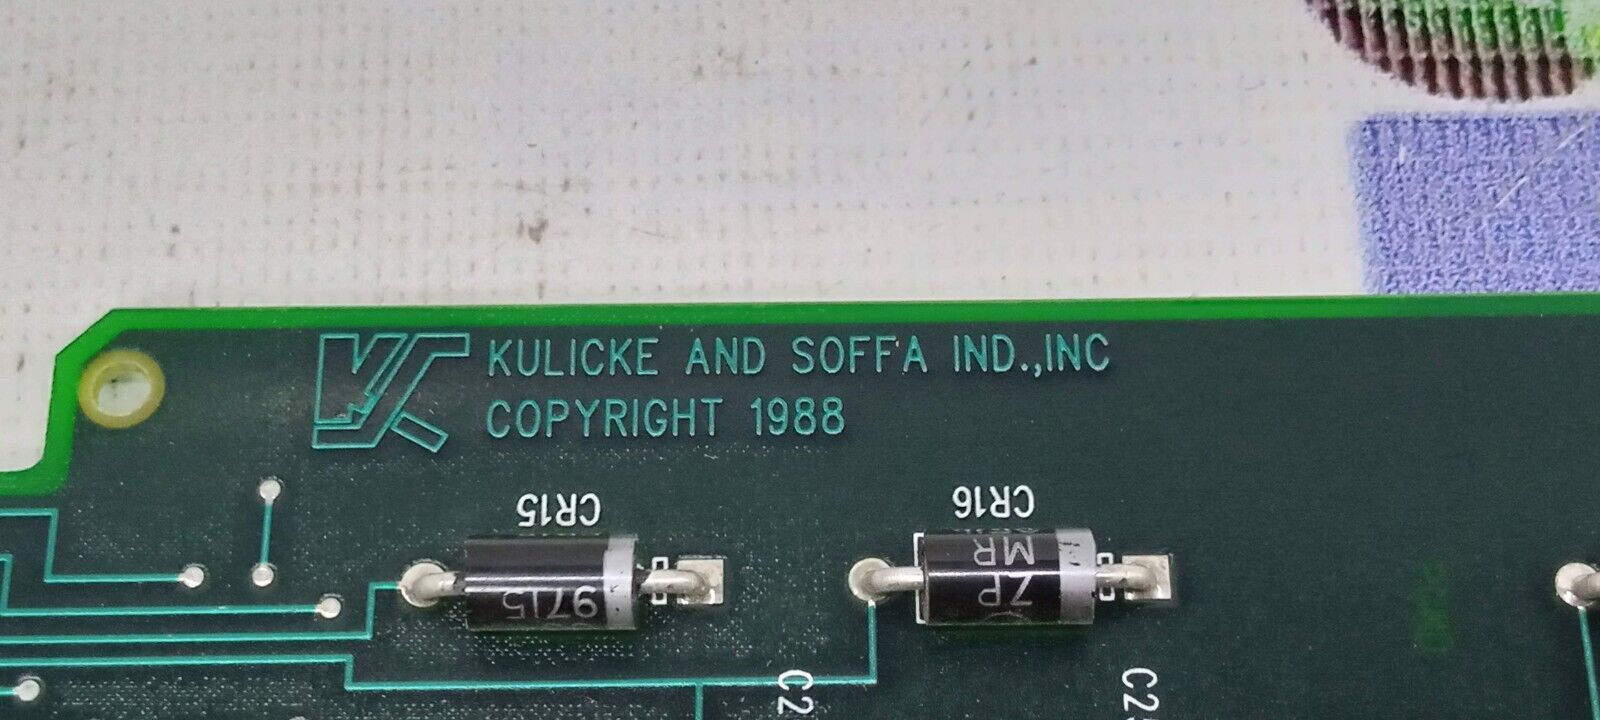 KULICKE AND SOFFA IND.,INC
COPYRIGHT 1988
CR15
CR16
9715
MR
ZP